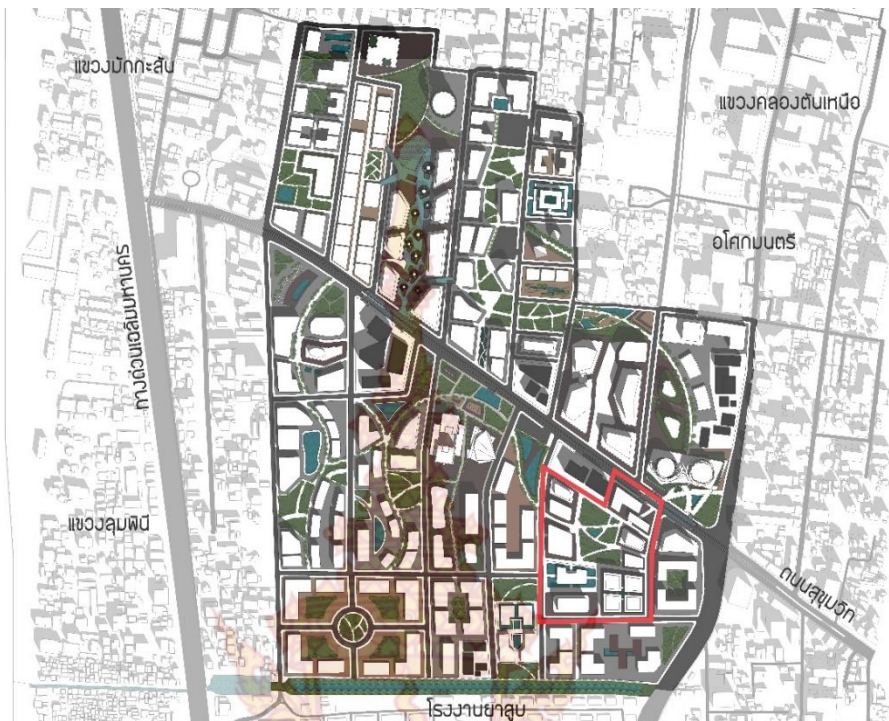 แขวงมักกะสัน
แขวงคลองตันเหนือ
อโศกมนตรี
ทางด่วนเฉลิมมหานคร
แขวงลุมพินี
ถนนสุขุมวิท
โรงงานยาสูบ